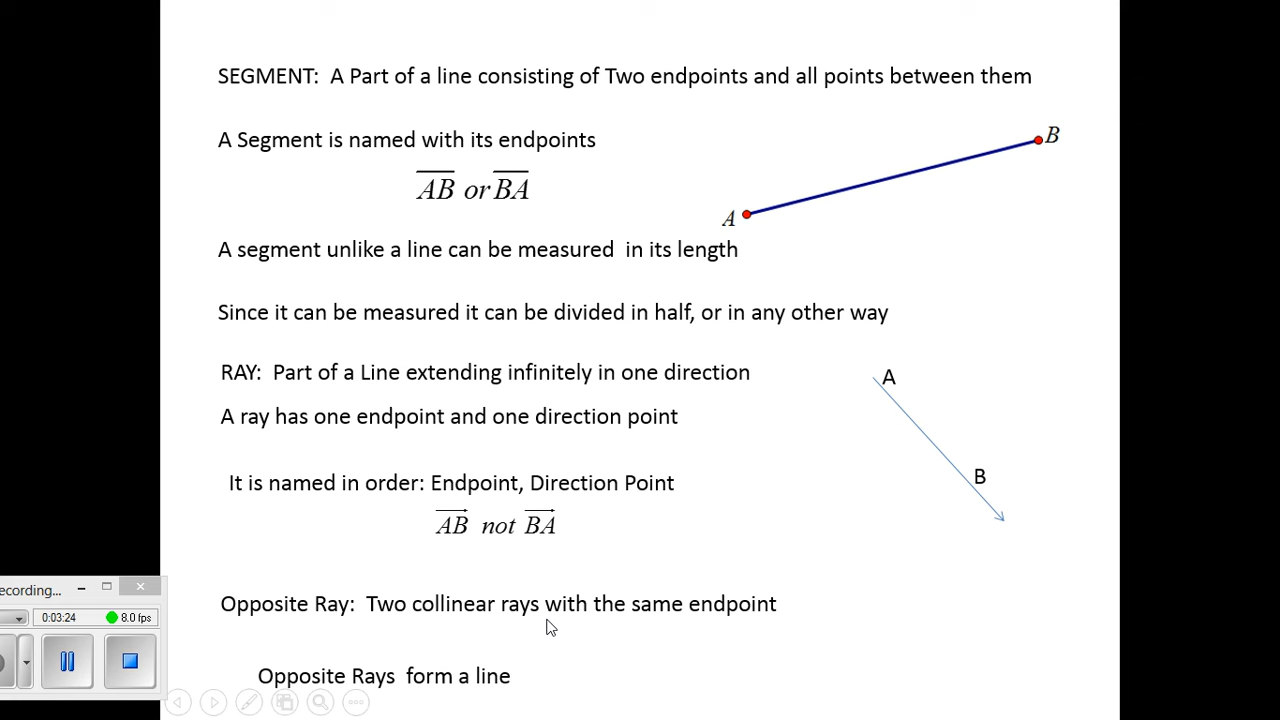 SEGMENT: A Part of a line consisting of Two endpoints and all points between them
A Segment is named with its endpoints
B
AB or BA
A
A segment unlike a line can be measured in its length
Since it can be measured it can be divided in half, or in any other way
RAY: Part of a Line extending infinitely in one direction
A
A ray has one endpoint and one direction point
B
It is named in order: Endpoint, Direction Point
AB not BA
ecording...
0:03:24
8.0 fps
Opposite Ray: Two collinear rays with the same endpoint
Opposite Rays form a line